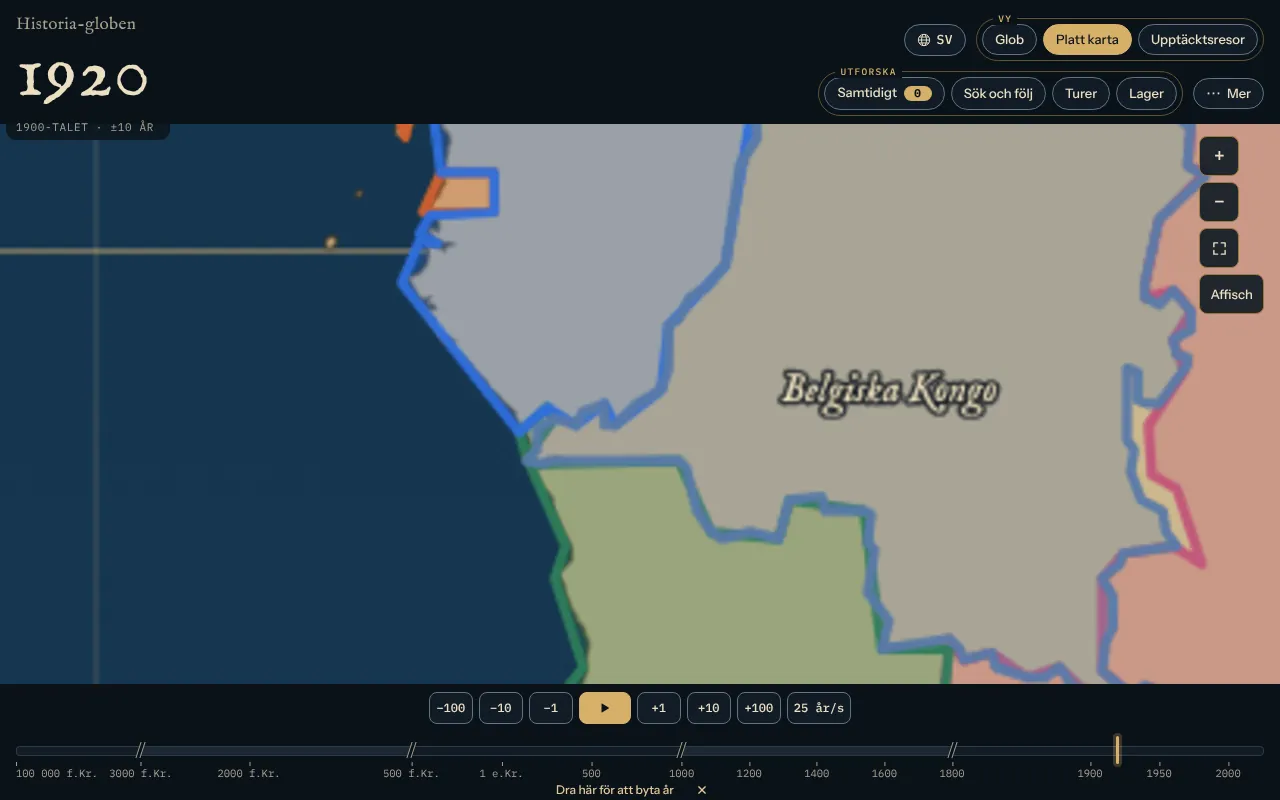 Historia-globen
1920
1900-TALET · ±10 ÅR
SV
VY
Glob
Platt karta
Upptäcktsresor
UTFORSKA
Samtidigt 0
Sök och följ
Turer
Lager
··· Mer
+
−
Affisch
Belgiska Kongo
−100
−10
−1
+1
+10
+100
25 år/s
100 000 f.Kr.
3000 f.Kr.
2000 f.Kr.
500 f.Kr.
1 e.Kr.
500
1000
1200
1400
1600
1800
1900
1950
2000
Dra här för att byta år ✕